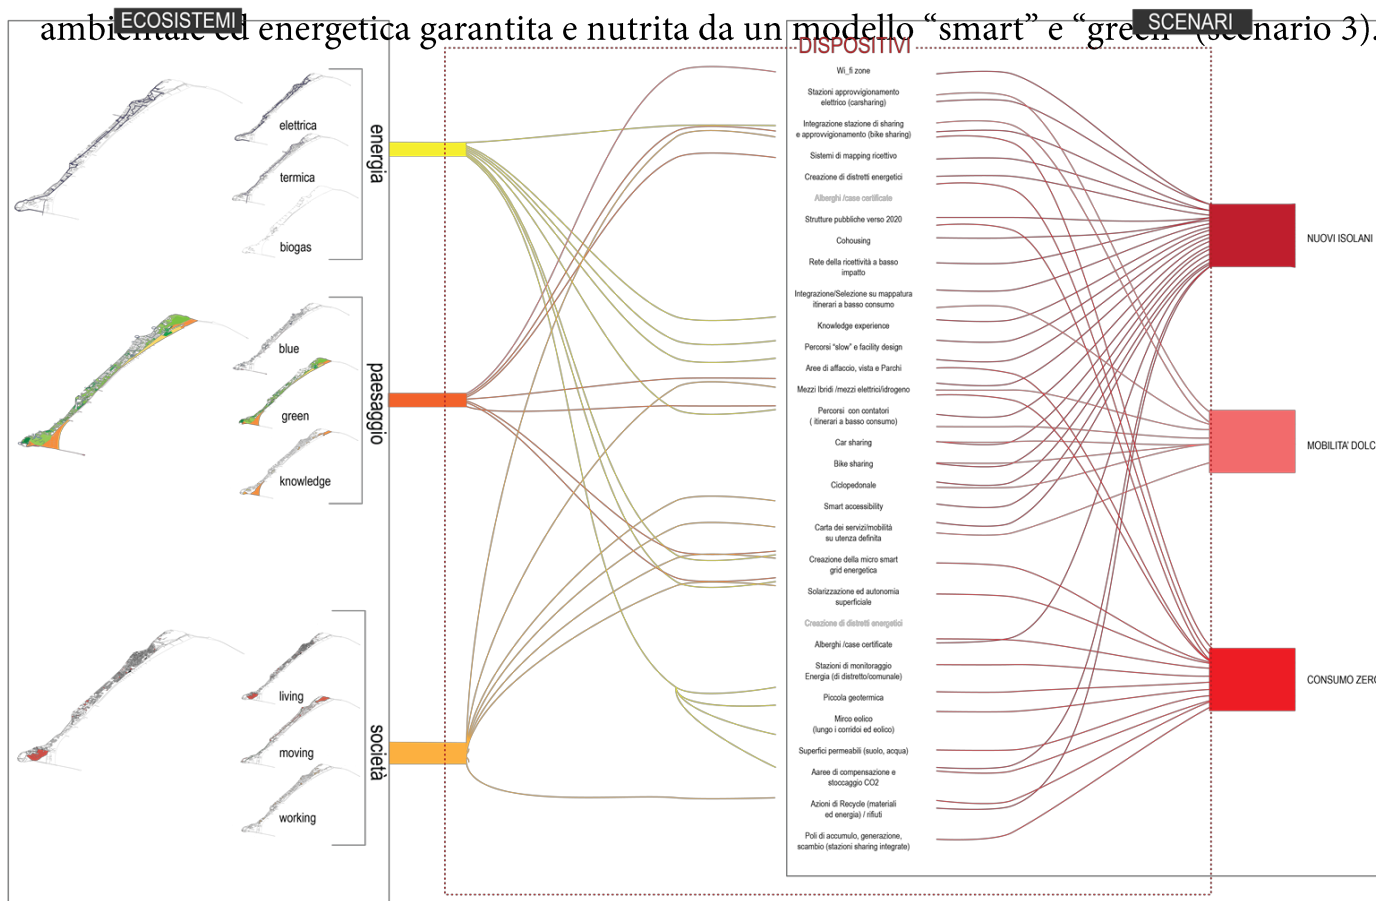 ambientale ed energetica garantita e nutrita da un modello “smart” e “green” (scenario 3).
ECOSISTEMI
SCENARI
DISPOSITIVI
elettrica
termica
biogas
energia
blue
green
knowledge
paesaggio
living
moving
working
società
Wi_fi zone
Stazioni approvvigionamento
elettrico (carsharing)
Integrazione stazione di sharing
e approvvigionamento (bike sharing)
Sistemi di mapping ricettivo
Creazione di distretti energetici
Alberghi /case certificate
Strutture pubbliche verso 2020
Cohousing
Rete della ricettività a basso
impatto
Integrazione/Selezione su mappatura
itinerari a basso consumo
Knowledge experience
Percorsi “slow” e facility design
Aree di affaccio, vista e Parchi
Mezzi Ibridi /mezzi elettrici/idrogeno
Percorsi con contatori
( itinerari a basso consumo)
Car sharing
Bike sharing
Ciclopedonale
Smart accessibility
Carta dei servizi/mobilità
su utenza definita
Creazione della micro smart
grid energetica
Solarizzazione ed autonomia
superficiale
Creazione di distretti energetici
Alberghi /case certificate
Stazioni di monitoraggio
Energia (di distretto/comunale)
Piccola geotermica
Mirco eolico
(lungo i corridoi ed eolico)
Superfici permeabili (suolo, acqua)
Aaree di compensazione e
stoccaggio CO2
Azioni di Recycle (materiali
ed energia) / rifiuti
Poli di accumulo, generazione,
scambio (stazioni sharing integrate)
NUOVI ISOLANI
MOBILITA’ DOLC
CONSUMO ZERO